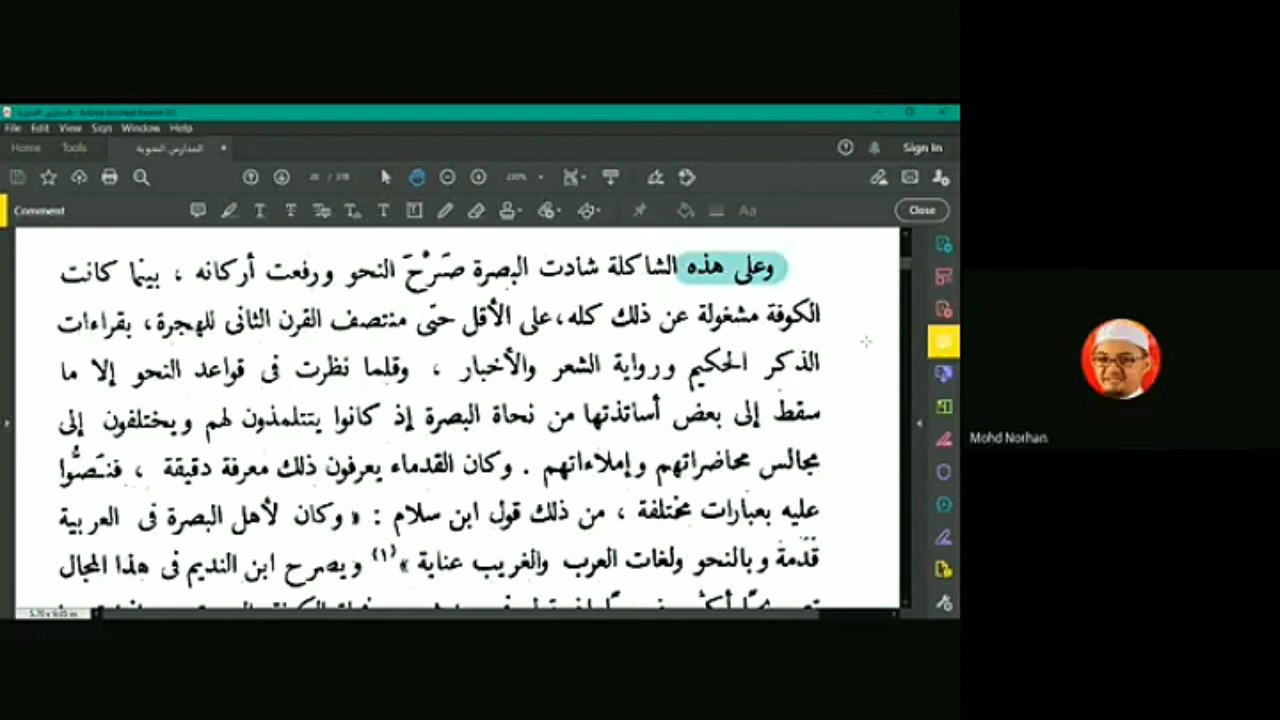 File Edit View Sign Window Help
Home Tools المدارس النحوية Sign In
Comment Close
وعلى هذه الشاكلة شادت البصرة صَرْحَ النحو ورفعت أركانه ، بينما كانت
الكوفة مشغولة عن ذلك كله، على الأقل حتى منتصف القرن الثانى للهجرة، بقراءات
الذكر الحكيم ورواية الشعر والأخبار ، وقلما نظرت فى قواعد النحو إلا ما
سقط إلى بعض أساتذتها من نحاة البصرة إذ كانوا يتتلمذون لهم ويختلفون إلى
مجالس محاضراتهم وإملاءاتهم . وكان القدماء يعرفون ذلك معرفة دقيقة ، فنصُّوا
عليه بعبارات مختلفة ، من ذلك قول ابن سلام : « وكان لأهل البصرة فى العربية
قُدْمة وبالنحو ولغات العرب والغريب عناية »(١) ويصرح ابن النديم فى هذا المجال
Mohd Norhan